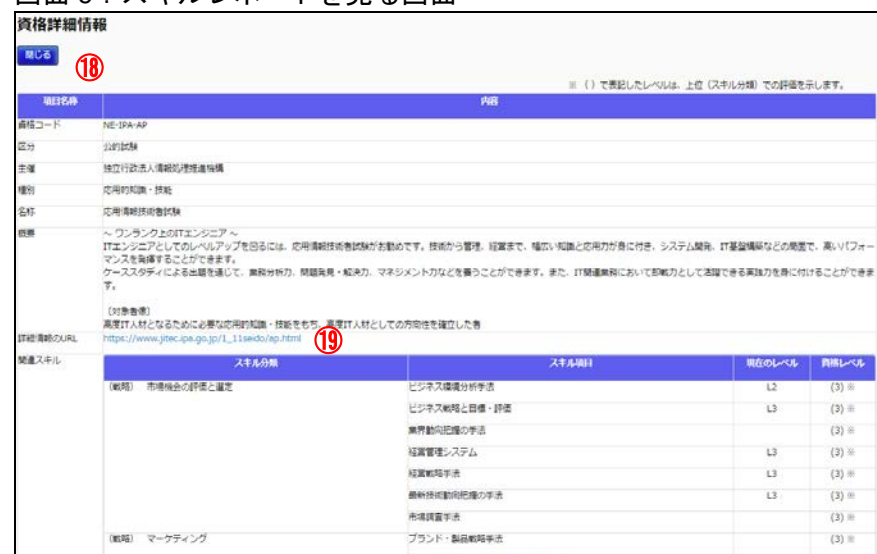 資格詳細情報
閉じる
⑱
※ ( ) で表記したレベルは、上位（スキル分類）での評価を示します。
項目名称 内容
資格コード NE-IPA-AP
区分 公的試験
主催 独立行政法人情報処理推進機構
種別 応用的知識・技能
名称 応用情報技術者試験
概要 ～ ワンランク上のITエンジニア ～
ITエンジニアとしてのレベルアップを図るには、応用情報技術者試験がお勧めです。技術から管理、経営まで、幅広い知識と応用力が身に付き、システム開発、IT基盤構築などの局面で、高いパフォー
マンスを発揮することができます。
ケーススタディによる出題を通じて、業務分析力、問題発見・解決力、マネジメント力などを養うことができます。また、IT関連業務において即戦力として活躍できる実践力を身に付けることができま
す。
（対象者像）
高度IT人材となるために必要な応用的知識・技能をもち、高度IT人材としての方向性を確立した者
詳細情報のURL https://www.jitec.ipa.go.jp/1_11seido/ap.html ⑲
関連スキル スキル分類 スキル項目 現在のレベル 資格レベル
（戦略） 市場機会の評価と選定 ビジネス環境分析手法 L2 (3) ※
ビジネス戦略と目標・評価 L3 (3) ※
業界動向把握の手法 (3) ※
経営管理システム L3 (3) ※
経営戦略手法 L3 (3) ※
最新技術動向把握の手法 L3 (3) ※
市場調査手法 (3) ※
（戦略） マーケティング ブランド・製品戦略手法 (3) ※